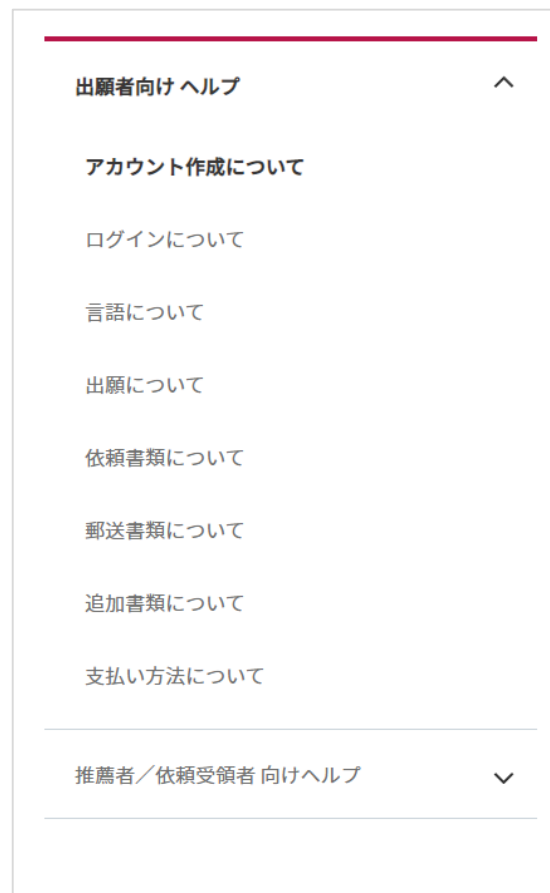 出願者向け ヘルプ
アカウント作成について
ログインについて
言語について
出願について
依頼書類について
郵送書類について
追加書類について
支払い方法について
推薦者／依頼受領者 向けヘルプ